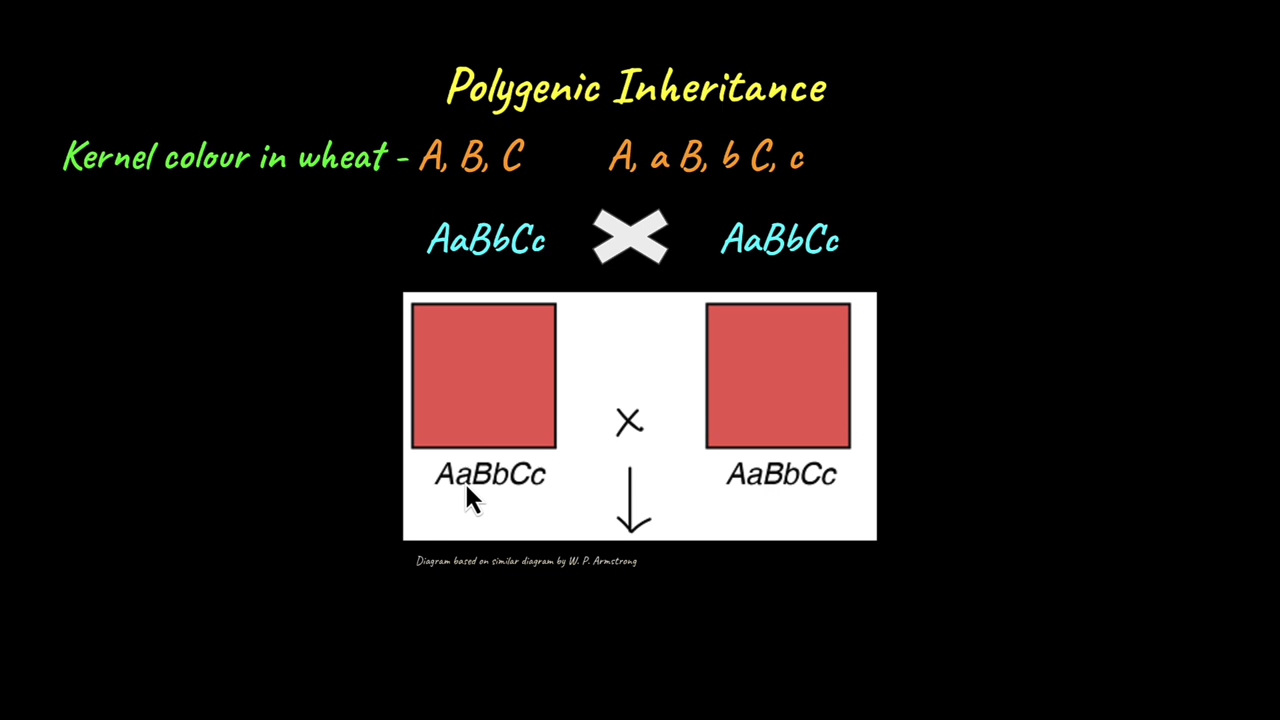 Polygenic Inheritance
Kernel colour in wheat - A, B, C A, a B, b C, c
AaBbCc X AaBbCc
x
AaBbCc AaBbCc
Diagram based on similar diagram by W. P. Armstrong